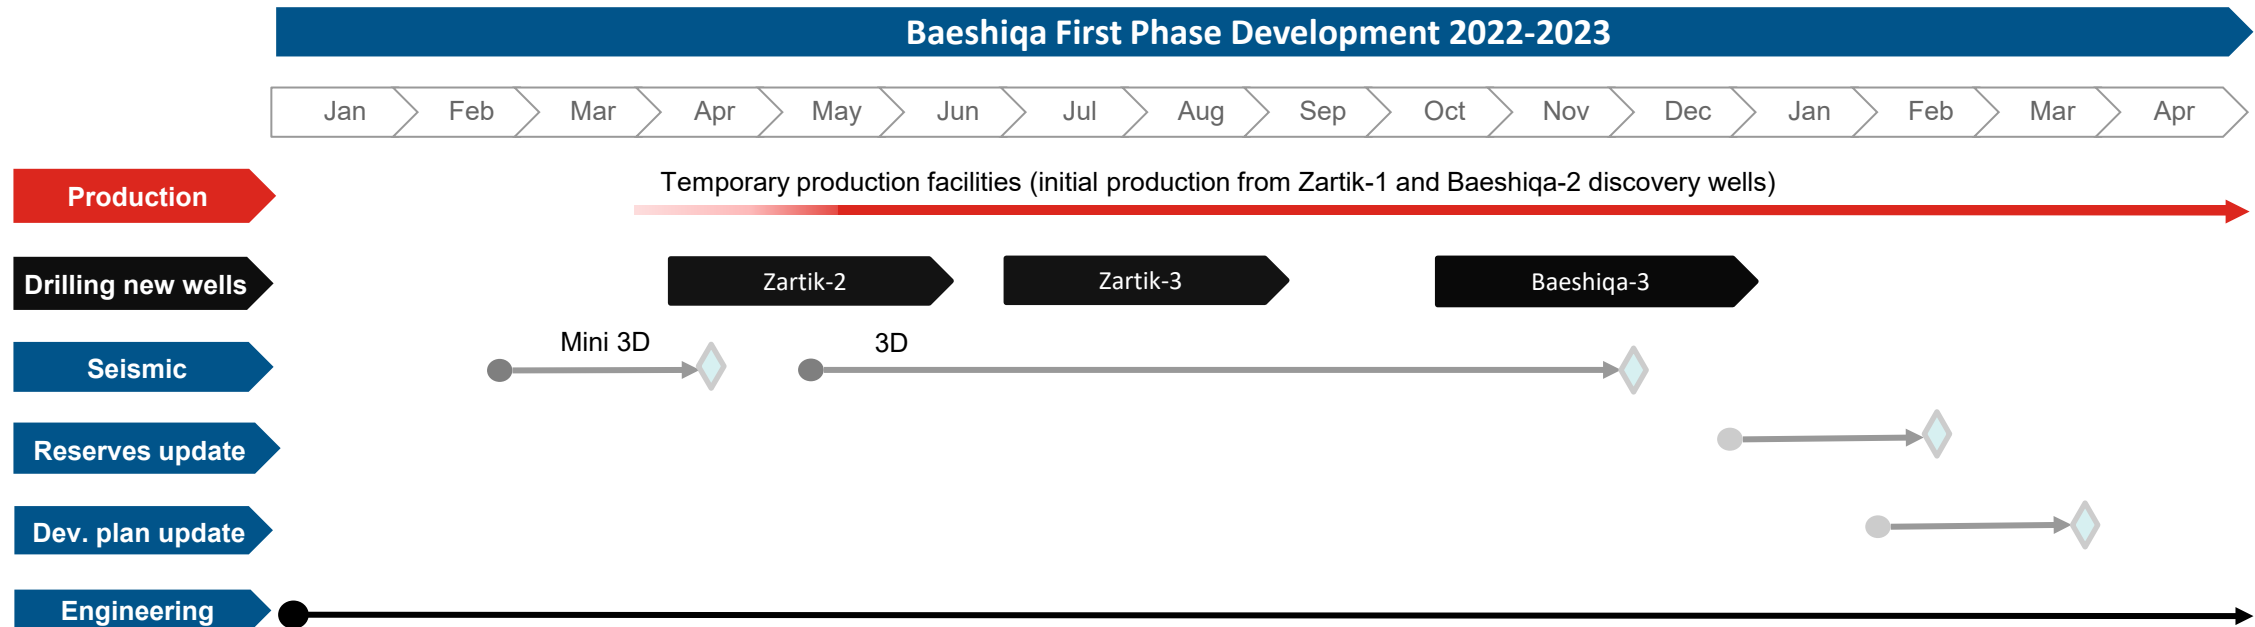 Baeshiqa First Phase Development 2022-2023
Jan Feb Mar Apr May Jun Jul Aug Sep Oct Nov Dec Jan Feb Mar Apr
Production
Temporary production facilities (initial production from Zartik-1 and Baeshiqa-2 discovery wells)
Drilling new wells
Zartik-2
Zartik-3
Baeshiqa-3
Seismic
Mini 3D
3D
Reserves update
Dev. plan update
Engineering